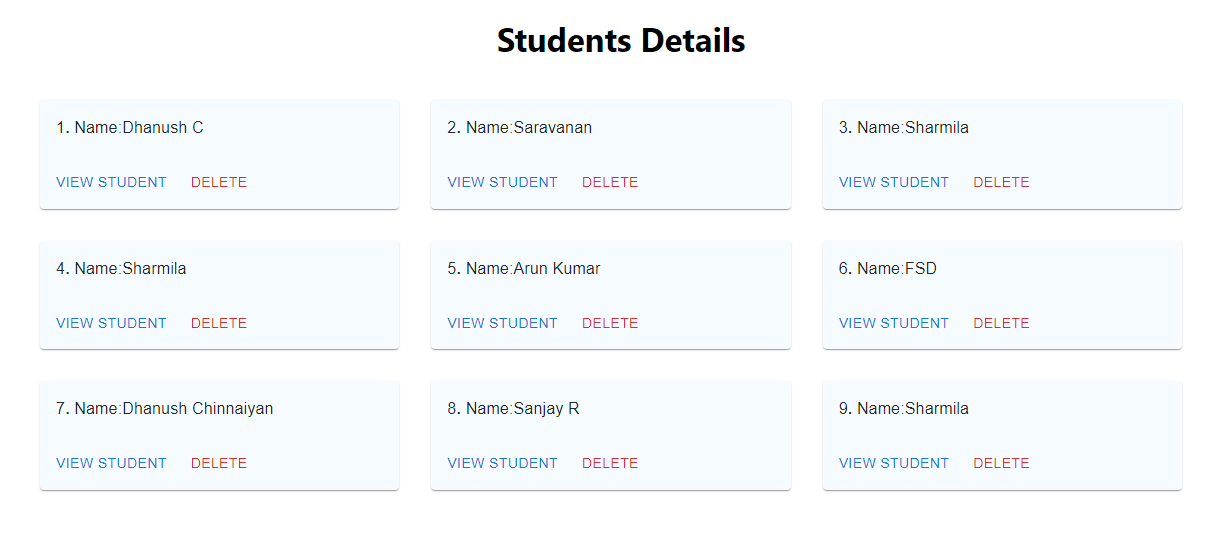 Students Details
1. Name:Dhanush C
VIEW STUDENT DELETE
2. Name:Saravanan
VIEW STUDENT DELETE
3. Name:Sharmila
VIEW STUDENT DELETE
4. Name:Sharmila
VIEW STUDENT DELETE
5. Name:Arun Kumar
VIEW STUDENT DELETE
6. Name:FSD
VIEW STUDENT DELETE
7. Name:Dhanush Chinnaiyan
VIEW STUDENT DELETE
8. Name:Sanjay R
VIEW STUDENT DELETE
9. Name:Sharmila
VIEW STUDENT DELETE